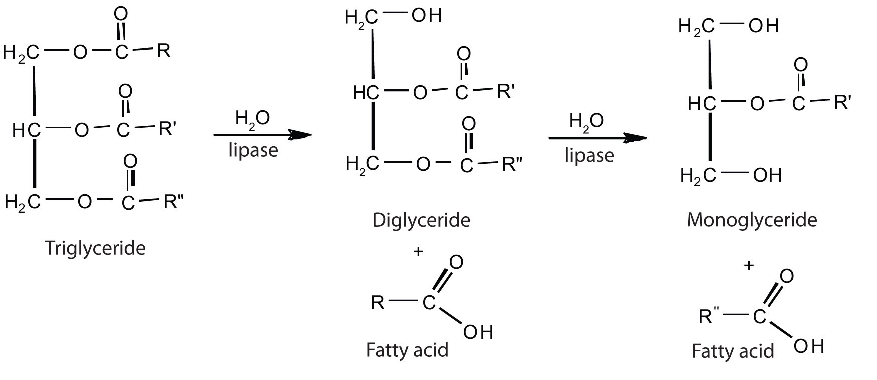 H₂C—O—C—R
O
HC—O—C—R'
O
H₂C—O—C—R"
O
Triglyceride
H₂O
lipase
H₂C—OH
HC—O—C—R'
O
H₂C—O—C—R"
O
Diglyceride
+
R—C
O
OH
Fatty acid
H₂O
lipase
H₂C—OH
HC—O—C—R'
O
H₂C—OH
Monoglyceride
+
R"—C
O
OH
Fatty acid